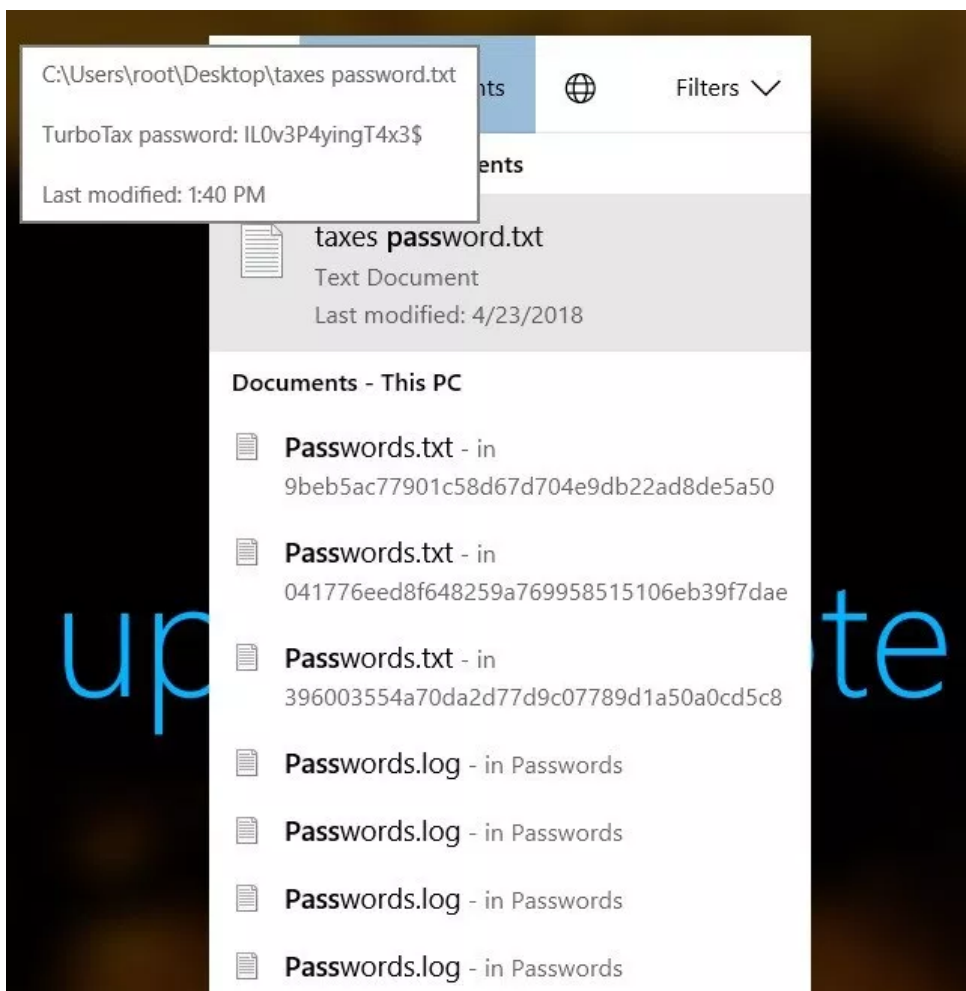 C:\Users\root\Desktop\taxes password.txt
TurboTax password: IL0v3P4yingT4x3$
Last modified: 1:40 PM
nts
Filters
ents
taxes password.txt
Text Document
Last modified: 4/23/2018
Documents - This PC
Passwords.txt - in
9beb5ac77901c58d67d704e9db22ad8de5a50
Passwords.txt - in
041776eed8f648259a769958515106eb39f7dae
Passwords.txt - in
396003554a70da2d77d9c07789d1a50a0cd5c8
up
te
Passwords.log - in Passwords
Passwords.log - in Passwords
Passwords.log - in Passwords
Passwords.log - in Passwords